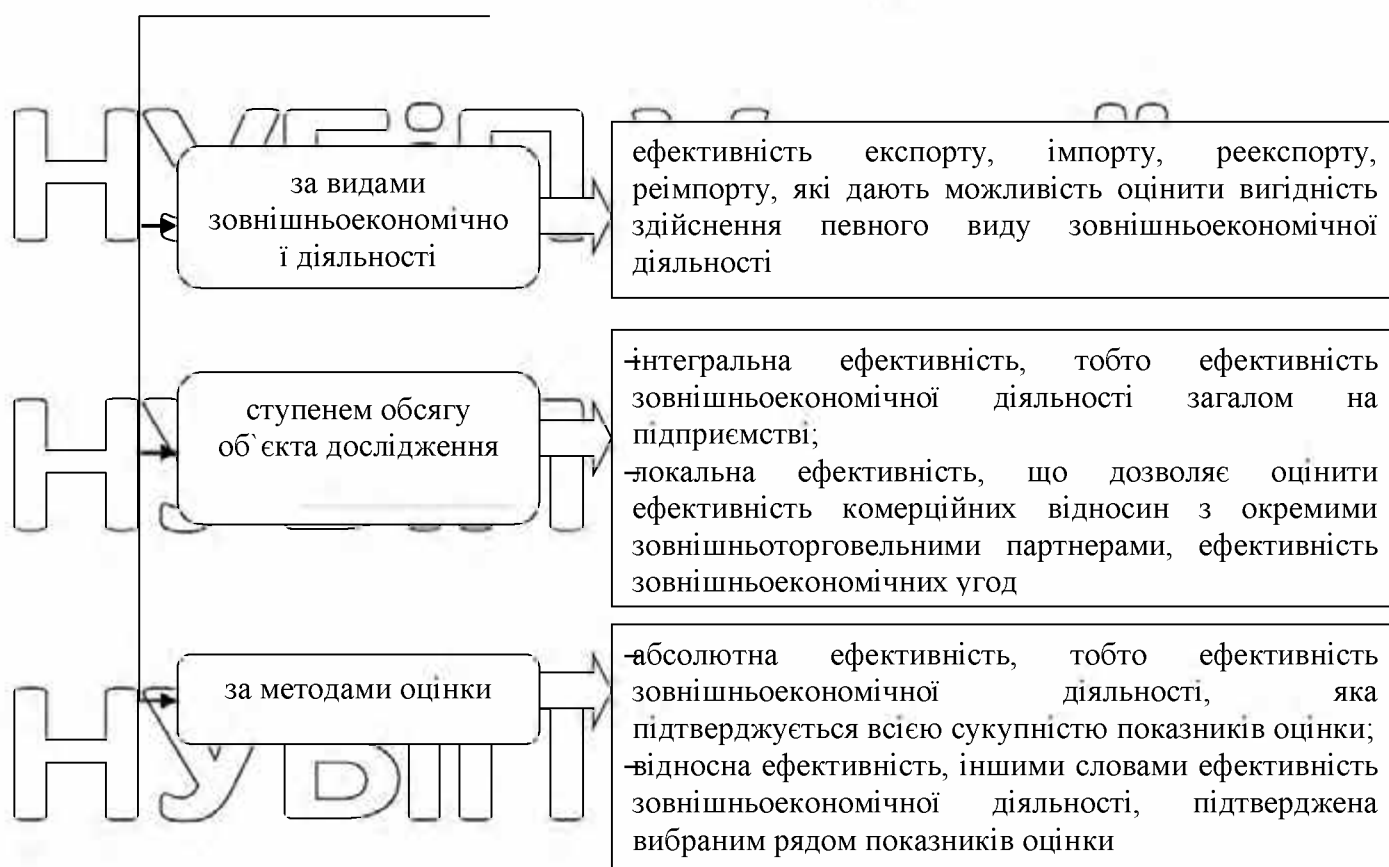 за видами
зовнішньоекономічно
ї діяльності
ефективність експорту, імпорту, реекспорту,
реімпорту, які дають можливість оцінити вигідність
здійснення певного виду зовнішньоекономічної
діяльності
ступенем обсягу
об`єкта дослідження
–інтегральна ефективність, тобто ефективність
зовнішньоекономічної діяльності загалом на
підприємстві;
–локальна ефективність, що дозволяє оцінити
ефективність комерційних відносин з окремими
зовнішньоторговельними партнерами, ефективність
зовнішньоекономічних угод
за методами оцінки
–абсолютна ефективність, тобто ефективність
зовнішньоекономічної діяльності, яка
підтверджується всією сукупністю показників оцінки;
–відносна ефективність, іншими словами ефективність
зовнішньоекономічної діяльності, підтверджена
вибраним рядом показників оцінки